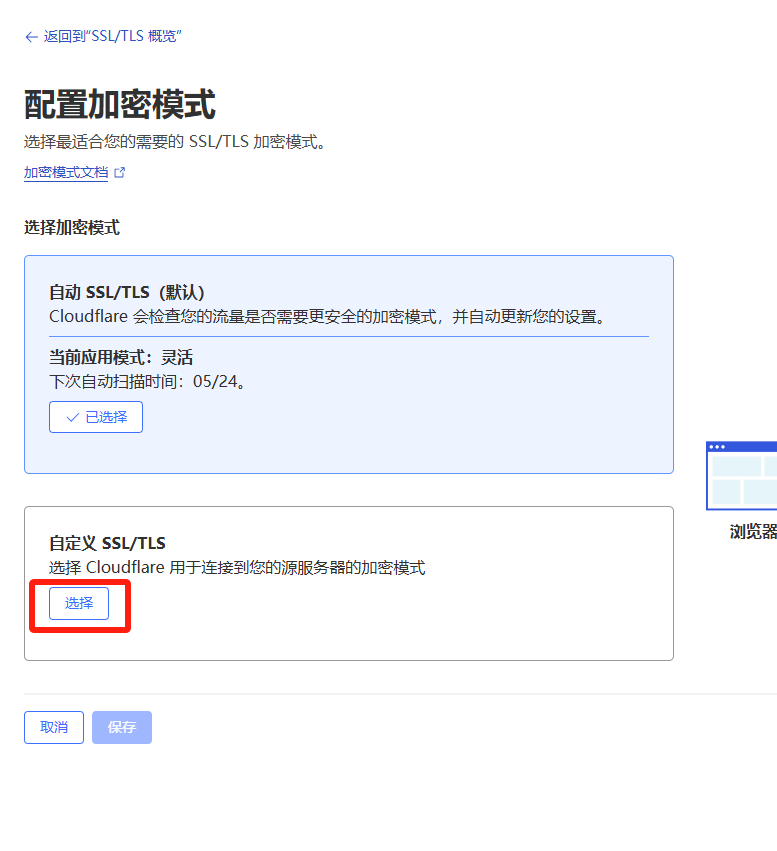 ← 返回到“SSL/TLS 概览”
配置加密模式
选择最适合您的需要的 SSL/TLS 加密模式。
加密模式文档
选择加密模式
自动 SSL/TLS（默认）
Cloudflare 会检查您的流量是否需要更安全的加密模式，并自动更新您的设置。
当前应用模式：灵活
下次自动扫描时间：05/24。
已选择
自定义 SSL/TLS
选择 Cloudflare 用于连接到您的源服务器的加密模式
选择
浏览器
取消
保存